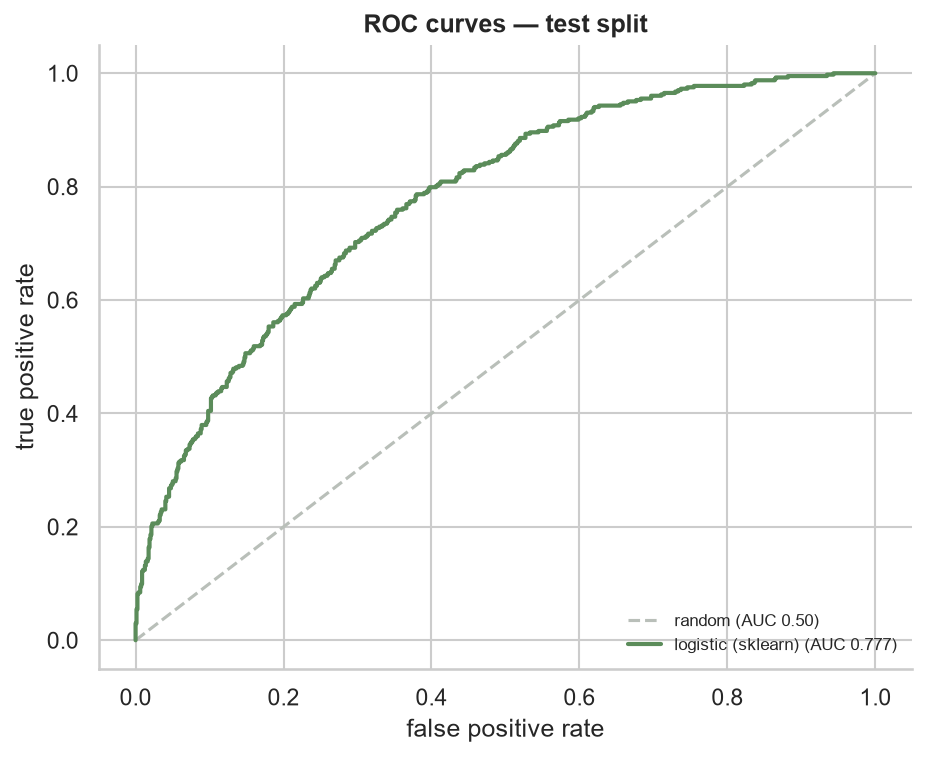 ROC curves — test split
true positive rate
1.0
0.8
0.6
0.4
0.2
0.0
random (AUC 0.50)
logistic (sklearn) (AUC 0.777)
0.0 0.2 0.4 0.6 0.8 1.0
false positive rate